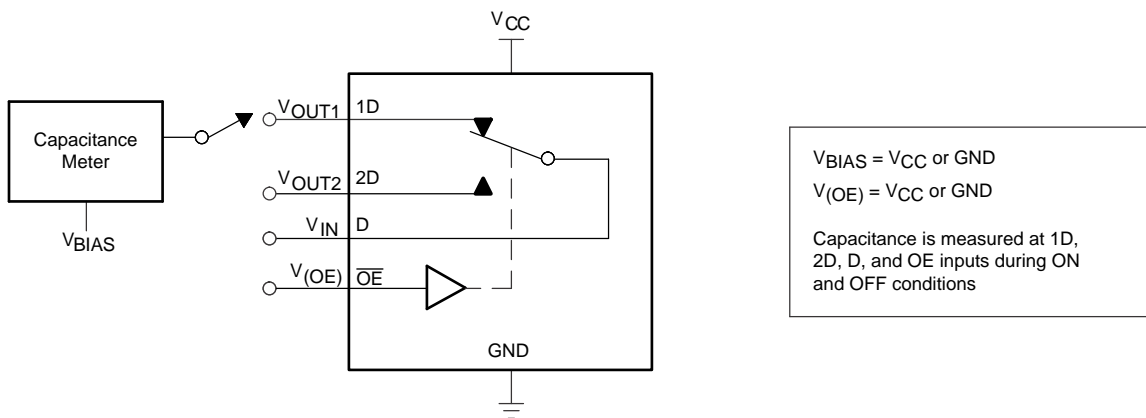 VCC
Capacitance
Meter
VBIAS
VOUT1 1D
VOUT2 2D
VIN D
V(OE) OE
GND
VBIAS = VCC or GND
V(OE) = VCC or GND
Capacitance is measured at 1D,
2D, D, and OE inputs during ON
and OFF conditions